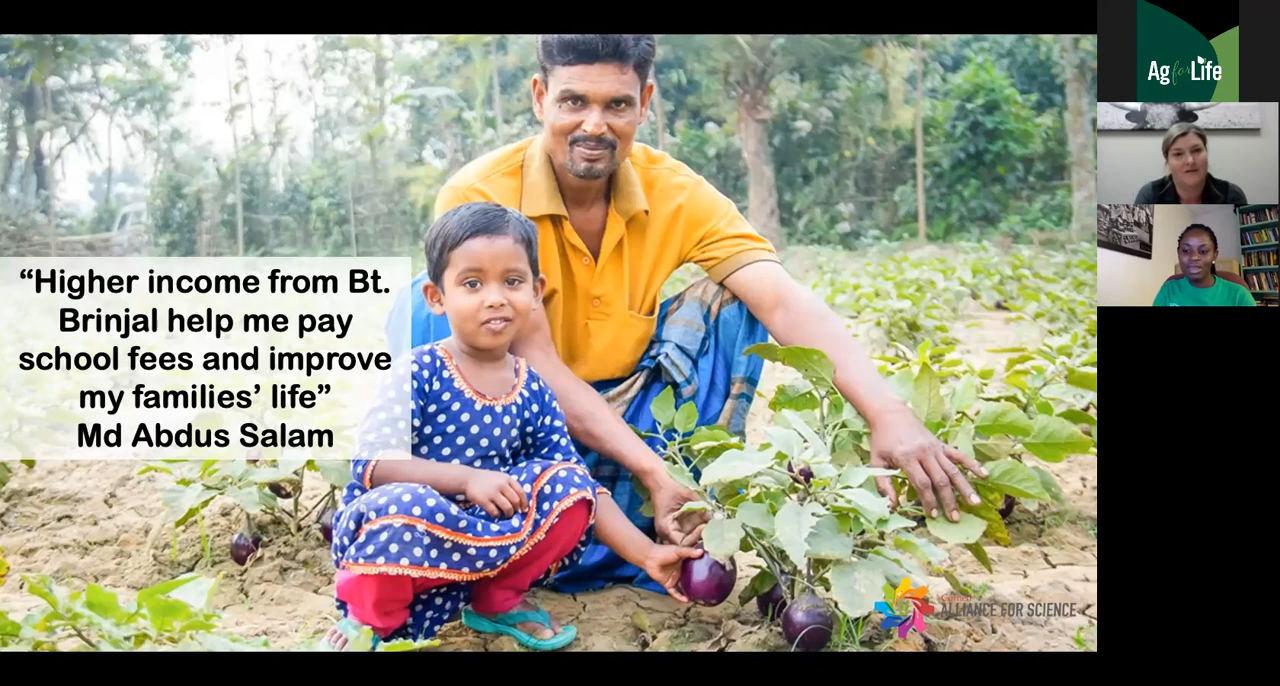 “Higher income from Bt.
Brinjal help me pay
school fees and improve
my families’ life”
Md Abdus Salam
Cornell
ALLIANCE FOR SCIENCE
Ag for Life